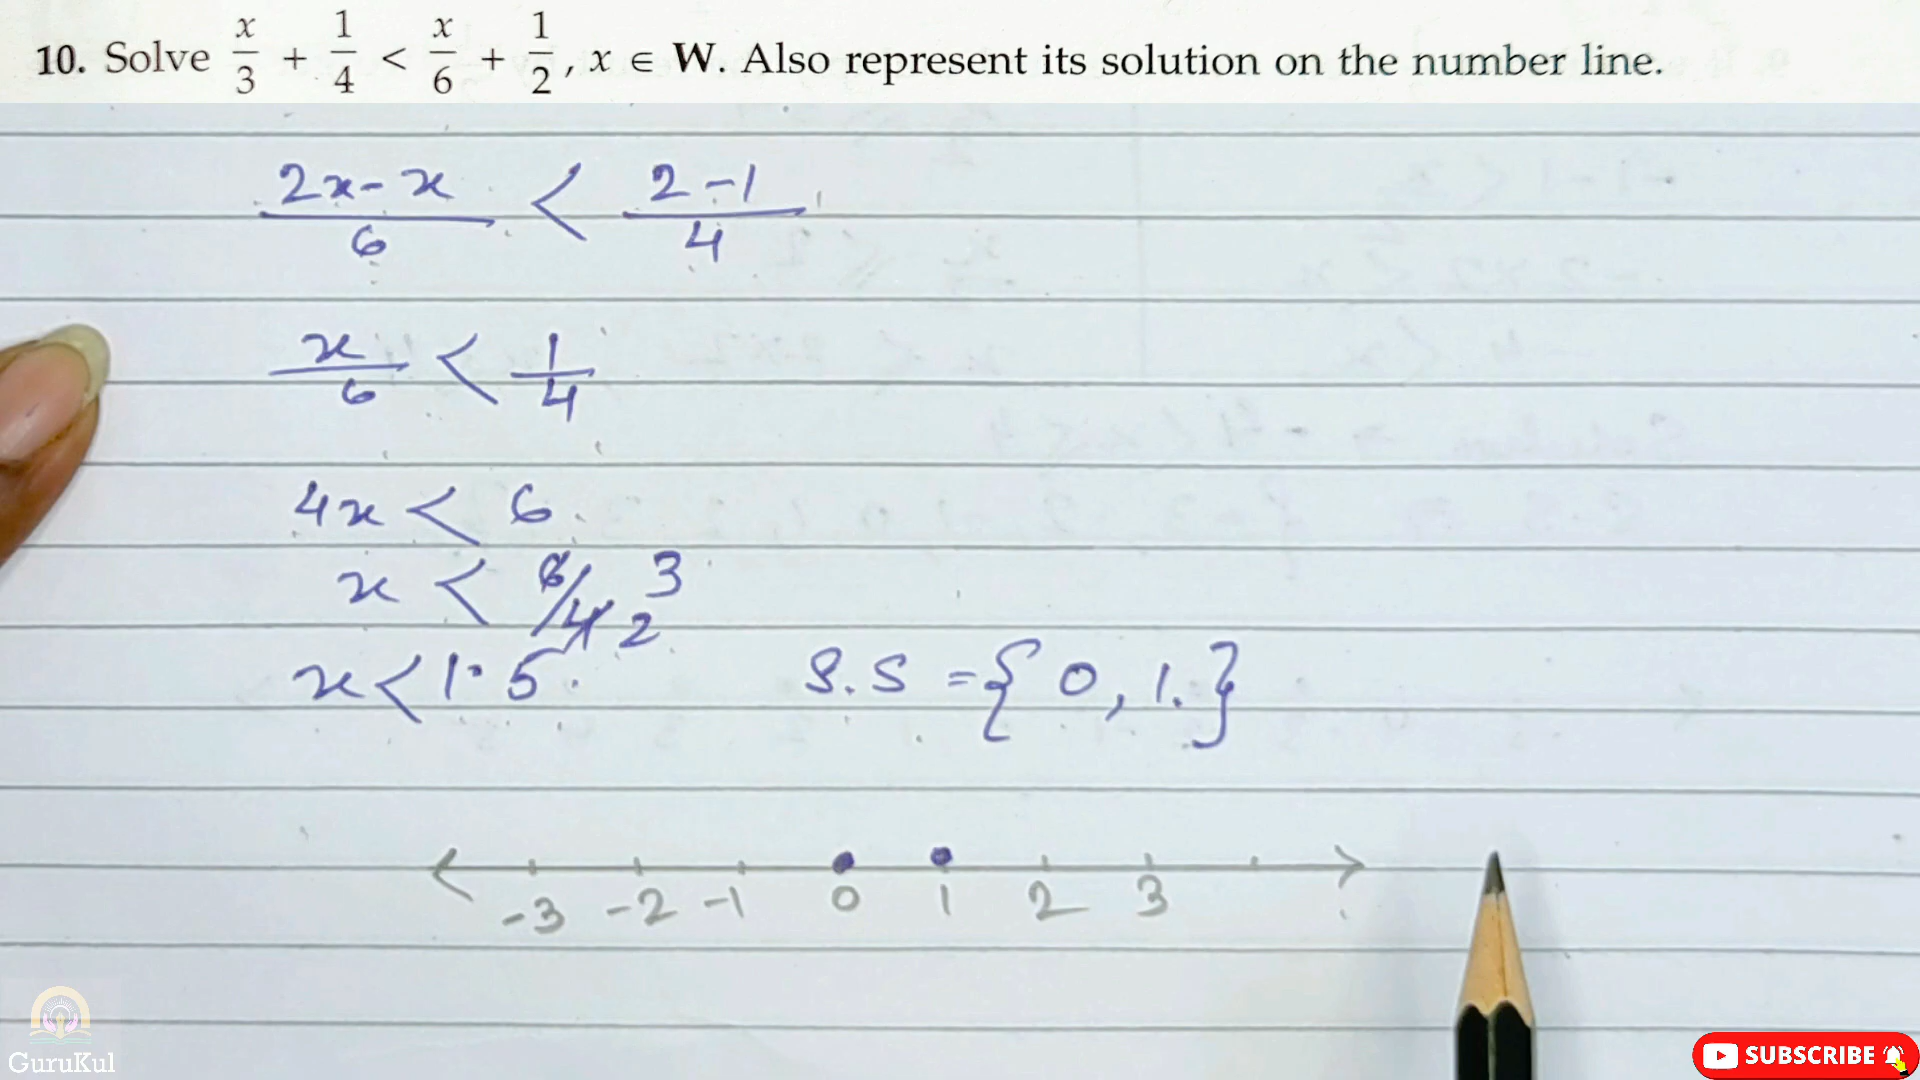 10. Solve x/3 + 1/4 < x/6 + 1/2, x ∈ W. Also represent its solution on the number line.
2x-x/6 < 2-1/4
x/6 < 1/4
4x < 6
x < 6/4 3/2
x < 1.5 S.S = {0, 1.}
-3 -2 -1 0 1 2 3
GuruKul
SUBSCRIBE